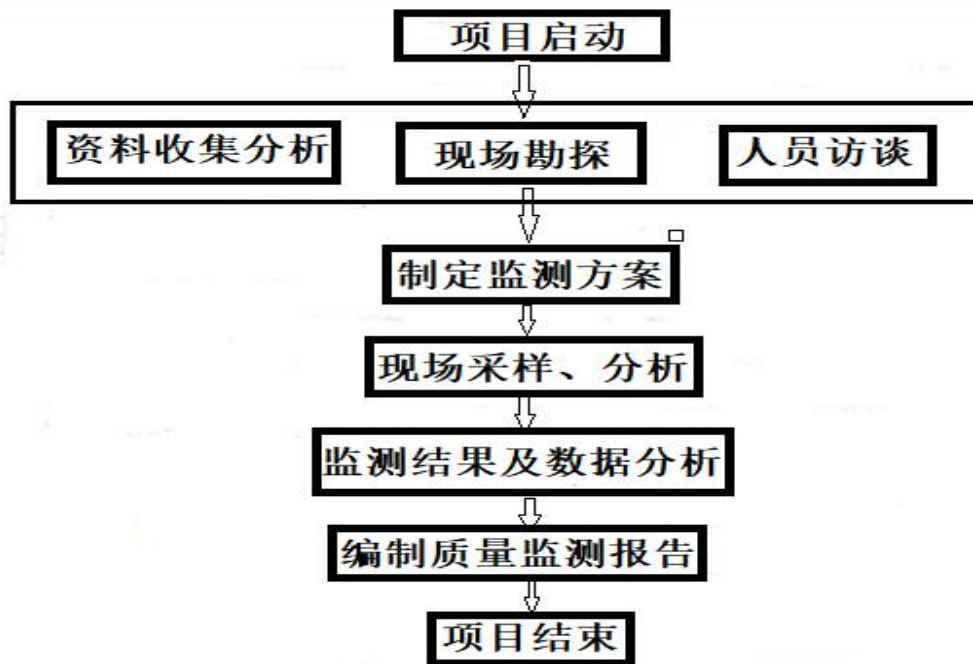 项目启动
资料收集分析 现场勘探 人员访谈
制定监测方案
现场采样、分析
监测结果及数据分析
编制质量监测报告
项目结束